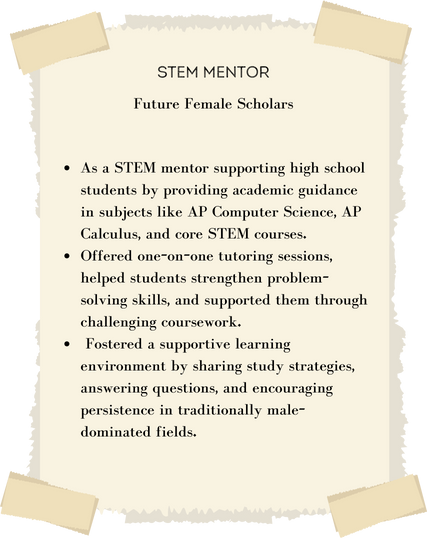 STEM MENTOR
Future Female Scholars
• As a STEM mentor supporting high school
students by providing academic guidance
in subjects like AP Computer Science, AP
Calculus, and core STEM courses.
• Offered one-on-one tutoring sessions,
helped students strengthen problem-
solving skills, and supported them through
challenging coursework.
• Fostered a supportive learning
environment by sharing study strategies,
answering questions, and encouraging
persistence in traditionally male-
dominated fields.